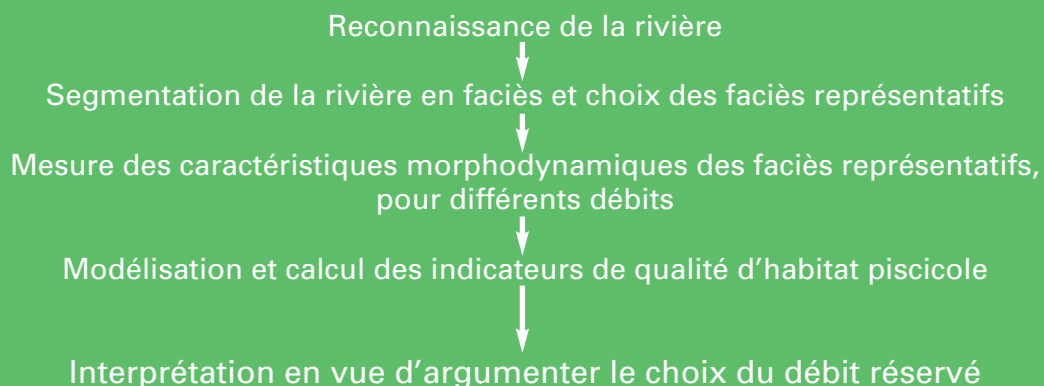 Reconnaissance de la rivière
Segmentation de la rivière en faciès et choix des faciès représentatifs
Mesure des caractéristiques morphodynamiques des faciès représentatifs,
pour différents débits
Modélisation et calcul des indicateurs de qualité d’habitat piscicole
Interprétation en vue d’argumenter le choix du débit réservé